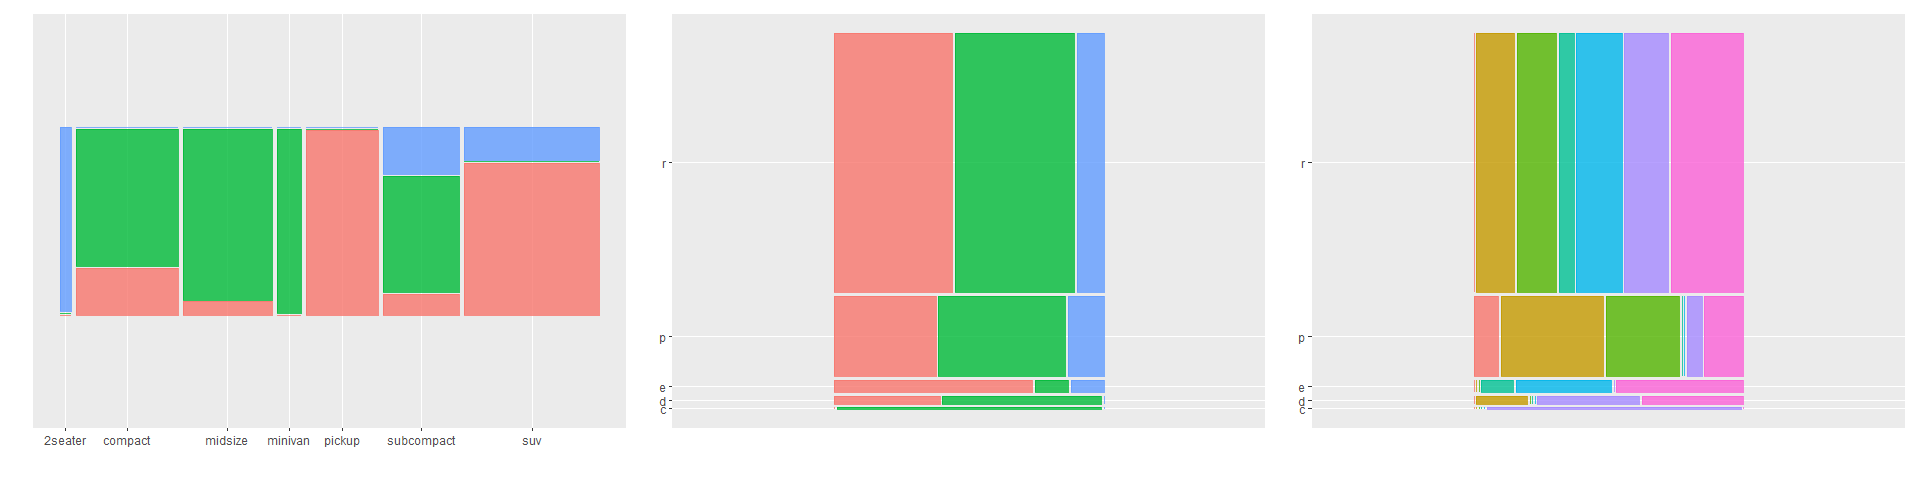 2seater compact midsize minivan pickup subcompact suv
r
p
e
d
c
r
p
e
d
c